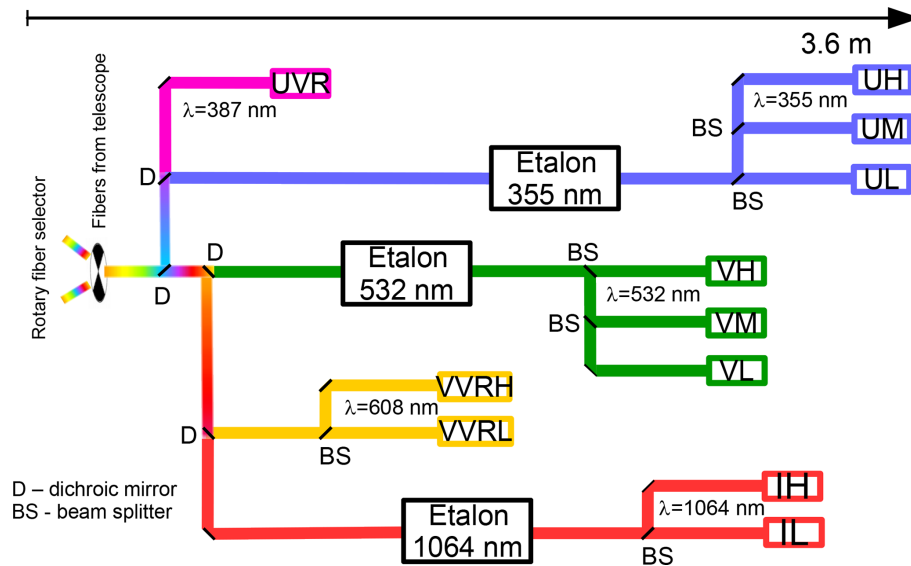 3.6 m
UVR
λ=387 nm
UH
λ=355 nm
BS
UM
Etalon
355 nm
D
UL
BS
Rotary fiber selector
Fibers from telescope
D
Etalon
532 nm
BS
VH
D
λ=532 nm
BS
VM
VL
VVRH
λ=608 nm
D
VVRL
BS
D – dichroic mirror
BS - beam splitter
Etalon
1064 nm
IH
λ=1064 nm
IL
BS